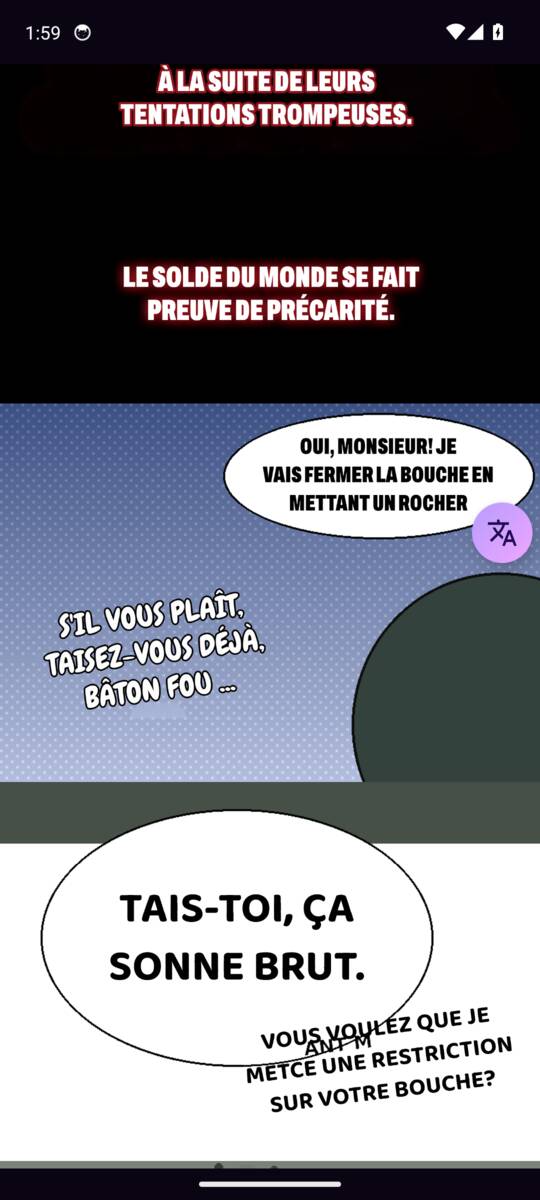 1:59
À LA SUITE DE LEURS
TENTATIONS TROMPEUSES.
LE SOLDE DU MONDE SE FAIT
PREUVE DE PRÉCARITÉ.
OUI, MONSIEUR! JE
VAIS FERMER LA BOUCHE EN
METTANT UN ROCHER
S'IL VOUS PLAÎT,
TAISEZ-VOUS DÉJÀ,
BÂTON FOU ...
TAIS-TOI, ÇA
SONNE BRUT.
VOUS VOULEZ QUE JE
ANT M
METCE UNE RESTRICTION
SUR VOTRE BOUCHE?